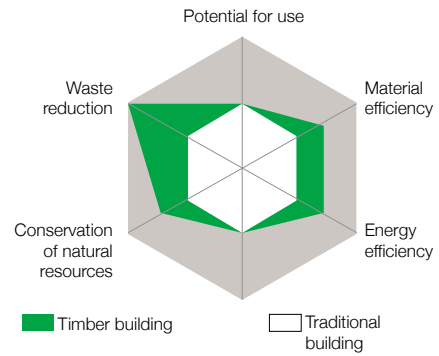 Potential for use
Waste
reduction
Material
efficiency
Conservation
of natural
resources
Energy
efficiency
Timber building
Traditional
building